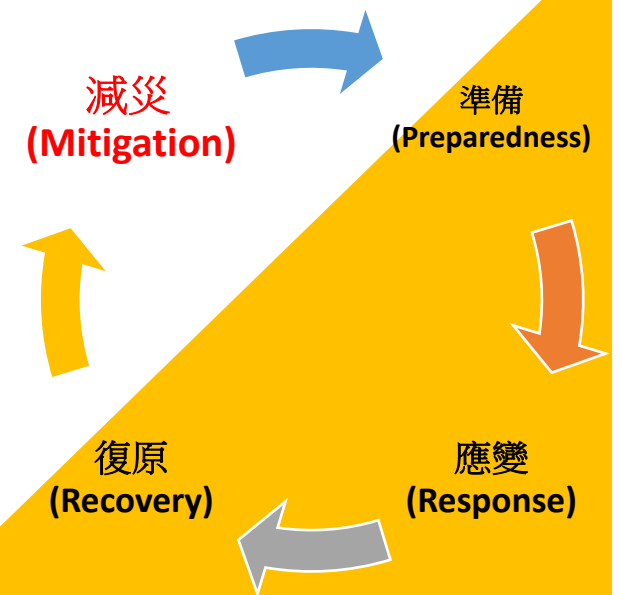 減災
(Mitigation)
準備
(Preparedness)
復原
(Recovery)
應變
(Response)